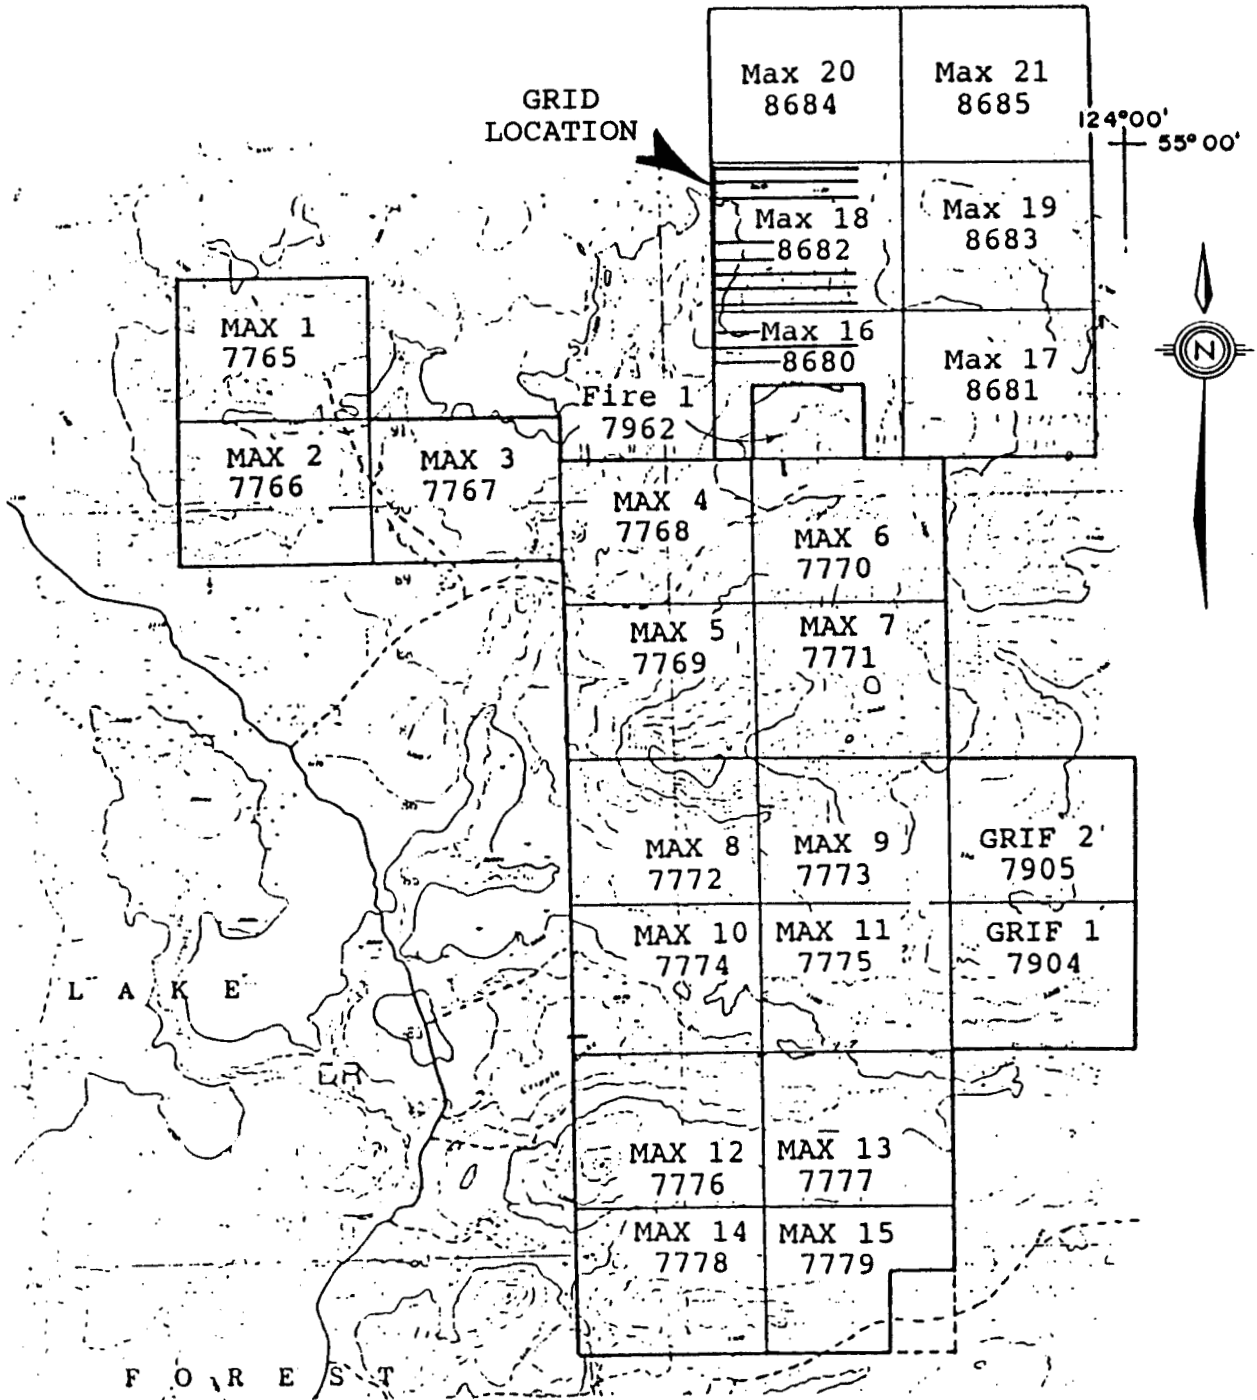 Max 20
8684
Max 21
8685
GRID
LOCATION
124°00'
55°00'
Max 18
8682
Max 19
8683
MAX 1
7765
Max 16
8680
Max 17
8681
N
Fire 1
7962
MAX 2
7766
MAX 3
7767
MAX 4
7768
MAX 6
7770
MAX 5
7769
MAX 7
7771
MAX 8
7772
MAX 9
7773
GRIF 2
7905
MAX 10
7774
MAX 11
7775
GRIF 1
7904
LAKE
MAX 12
7776
MAX 13
7777
MAX 14
7778
MAX 15
7779
FOREST